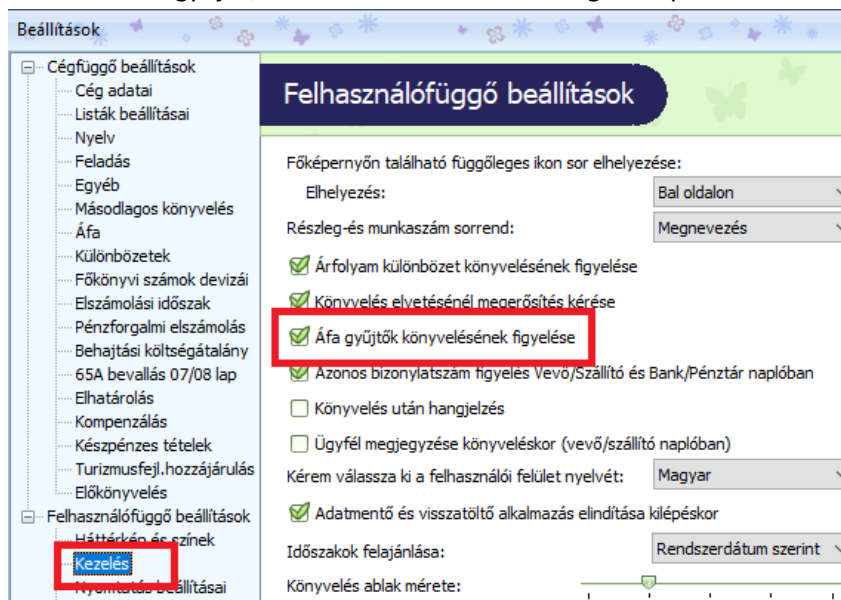 Beállítások
Cégfüggő beállítások
Cég adatai
Listák beállításai
Nyelv
Feladás
Egyéb
Másodlagos könyvelés
Áfa
Különbözetek
Főkönyvi számok devizái
Elszámolási időszak
Pénzforgalmi elszámolás
Behajtási költségátalány
65A bevallás 07/08 lap
Elhatárolás
Kompenzálás
Készpénzes tételek
Turizmusfejl.hozzájárulás
Előkönyvelés
Felhasználófüggő beállítások
Háttérkép és színek
Kezelés
Nyomtatás beállításai
Felhasználófüggő beállítások
Főképernyőn található függőleges ikon sor elhelyezése:
Elhelyezés: Bal oldalon
Részleg-és munkaszám sorrend: Megnevezés
Árfolyam különbözet könyvelésének figyelése
Könyvelés elvetésénél megerősítés kérése
Áfa gyűjtők könyvelésének figyelése
Azonos bizonylatszám figyelés Vevő/Szállító és Bank/Pénztár naplóban
Könyvelés után hangjelzés
Ügyfél megjegyzése könyveléskor (vevő/szállító naplóban)
Kérem válassza ki a felhasználói felület nyelvét: Magyar
Adatmentő és visszatöltő alkalmazás elindítása kilépéskor
Időszakok felajánlása: Rendszerdátum szerint
Könyvelés ablak mérete: